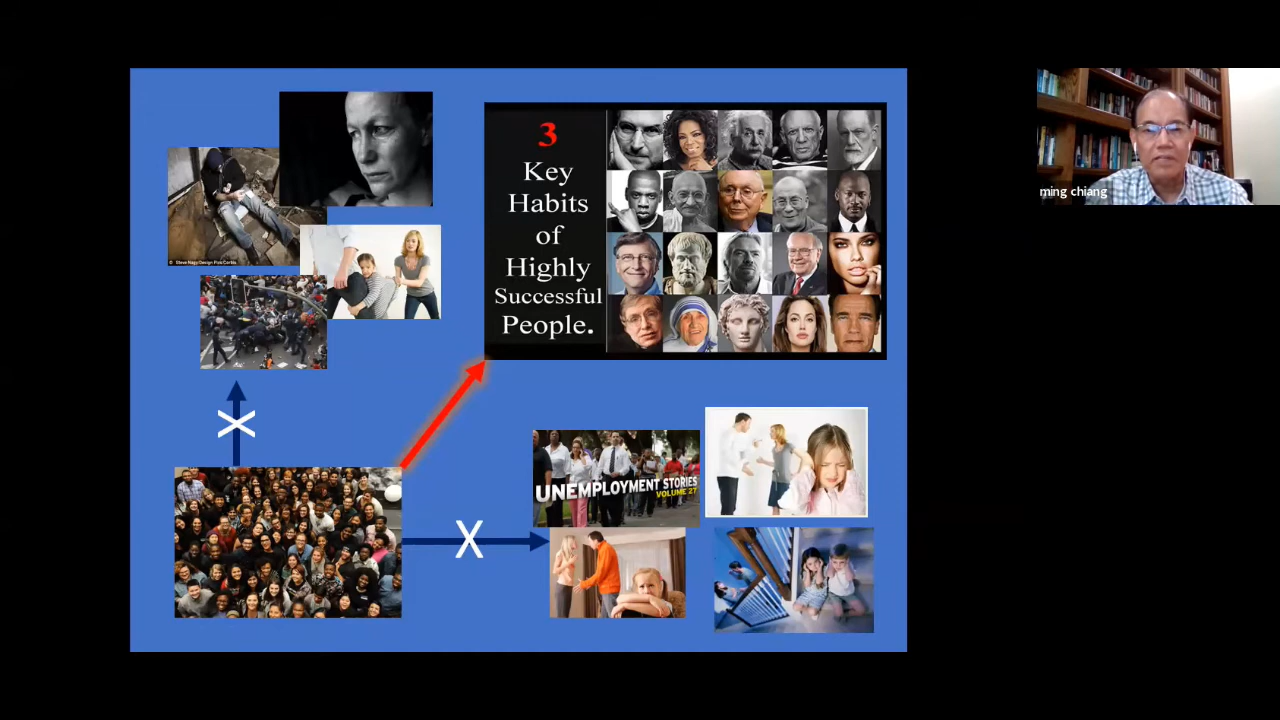 3
Key
Habits
of
Highly
Successful
People.
ming chiang
X
UNEMPLOYMENT STORIES
VOLUME 27
X